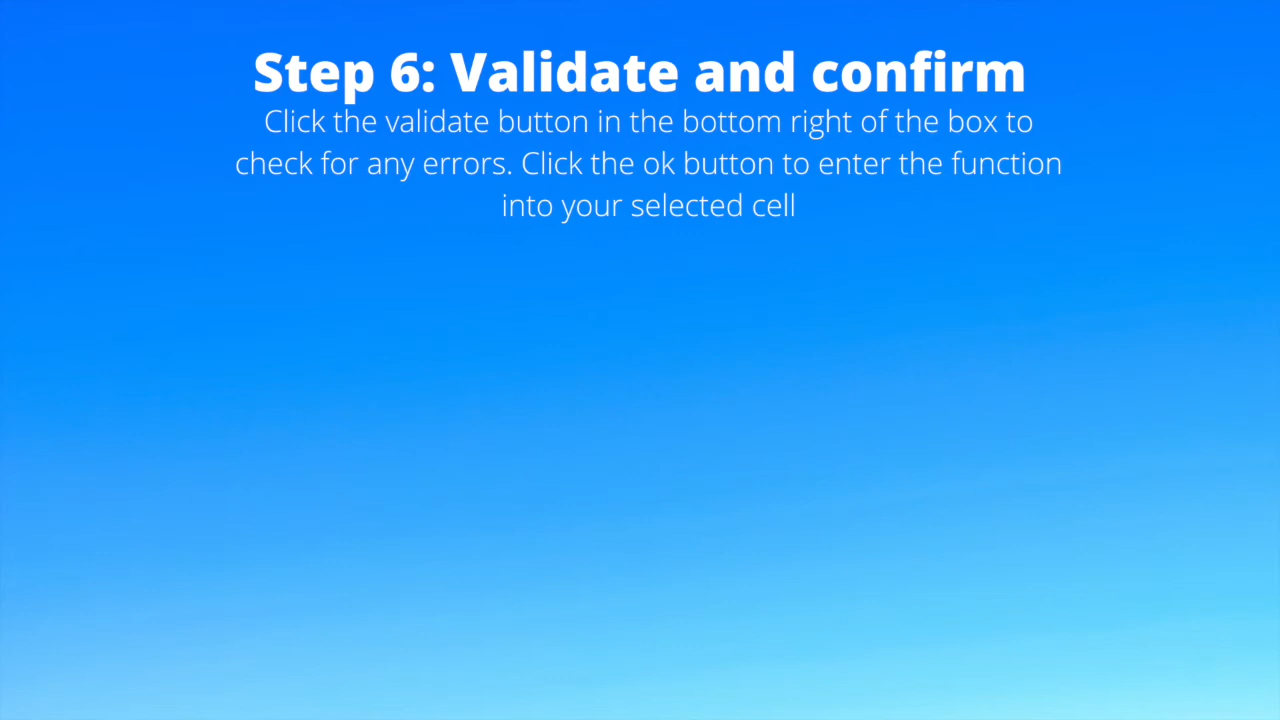 Step 6: Validate and confirm
Click the validate button in the bottom right of the box to
check for any errors. Click the ok button to enter the function
into your selected cell